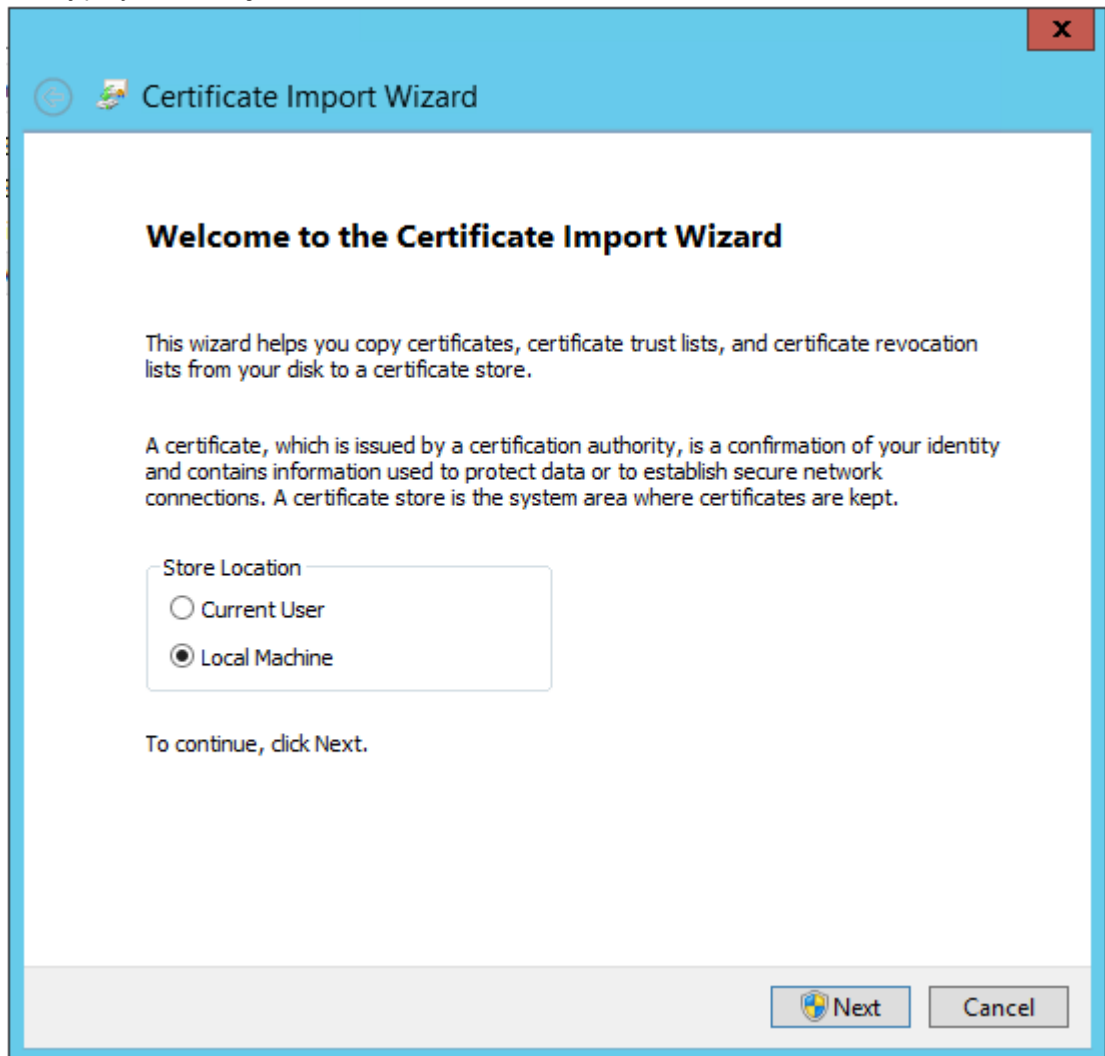 x
Certificate Import Wizard
Welcome to the Certificate Import Wizard
This wizard helps you copy certificates, certificate trust lists, and certificate revocation
lists from your disk to a certificate store.
A certificate, which is issued by a certification authority, is a confirmation of your identity
and contains information used to protect data or to establish secure network
connections. A certificate store is the system area where certificates are kept.
Store Location
Current User
Local Machine
To continue, click Next.
Next Cancel